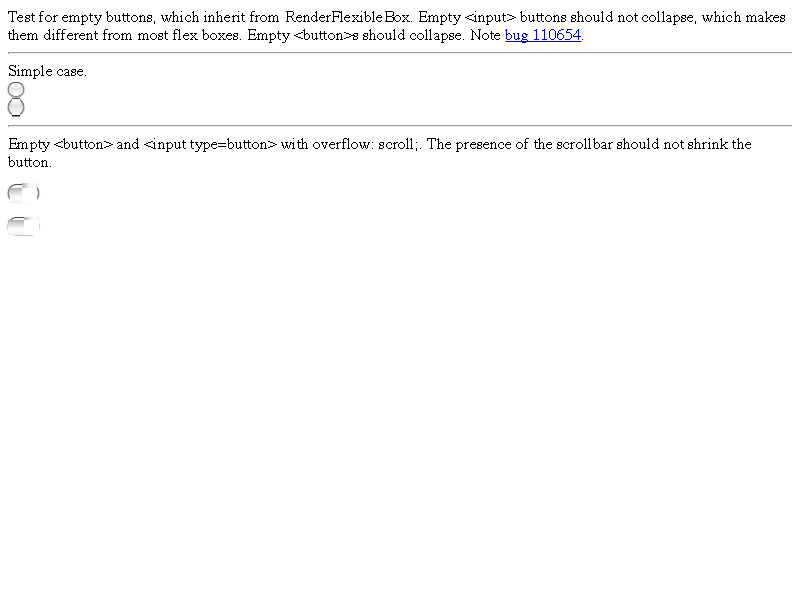 Test for empty buttons, which inherit from RenderFlexibleBox. Empty <input> buttons should not collapse, which makes
them different from most flex boxes. Empty <button>s should collapse. Note bug 110654.
Simple case.
Empty <button> and <input type=button> with overflow: scroll;. The presence of the scrollbar should not shrink the
button.